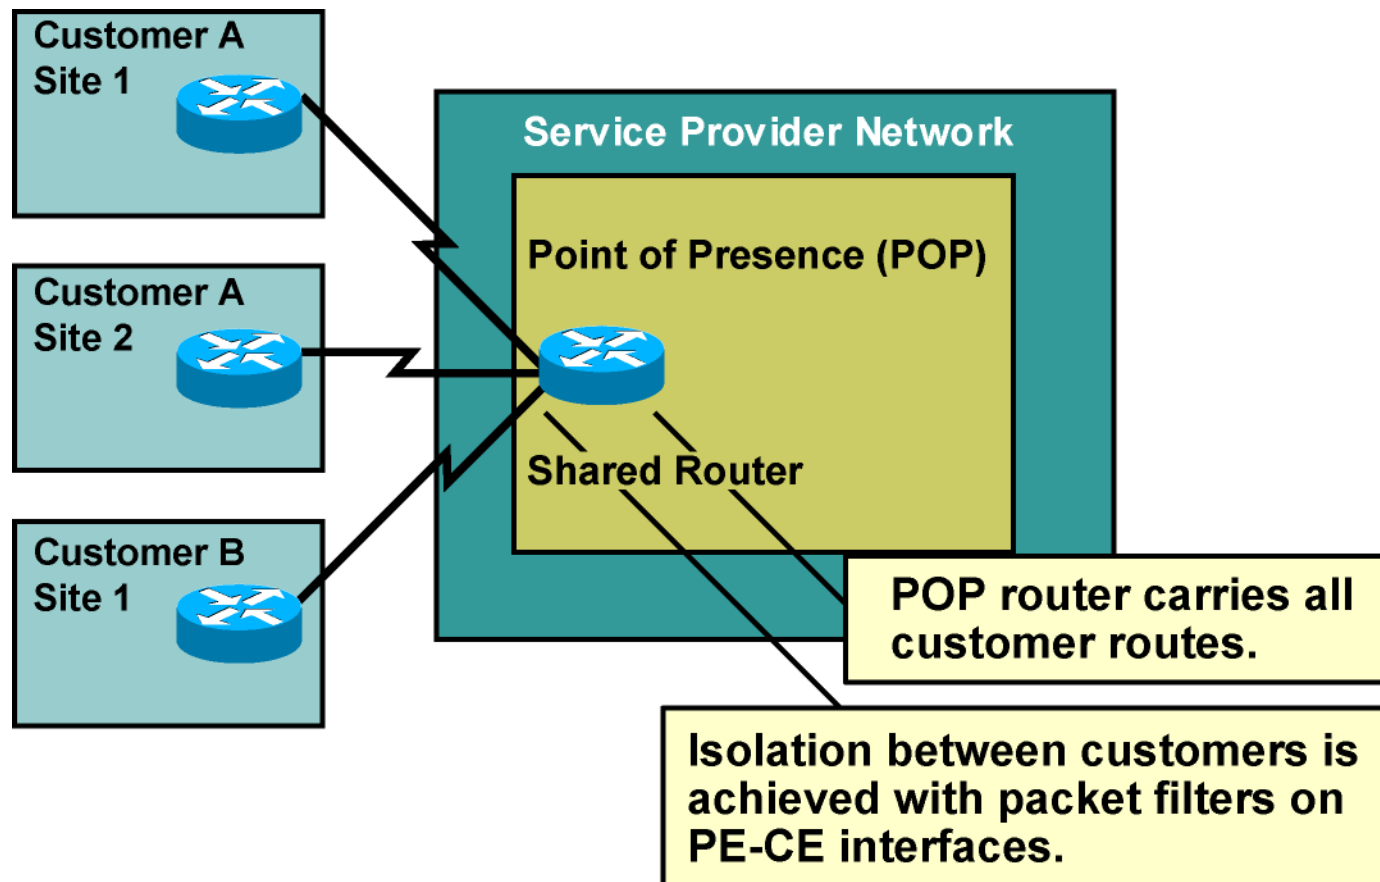 Customer A
Site 1
Service Provider Network
Point of Presence (POP)
Customer A
Site 2
Shared Router
Customer B
Site 1
POP router carries all
customer routes.
Isolation between customers is
achieved with packet filters on
PE-CE interfaces.